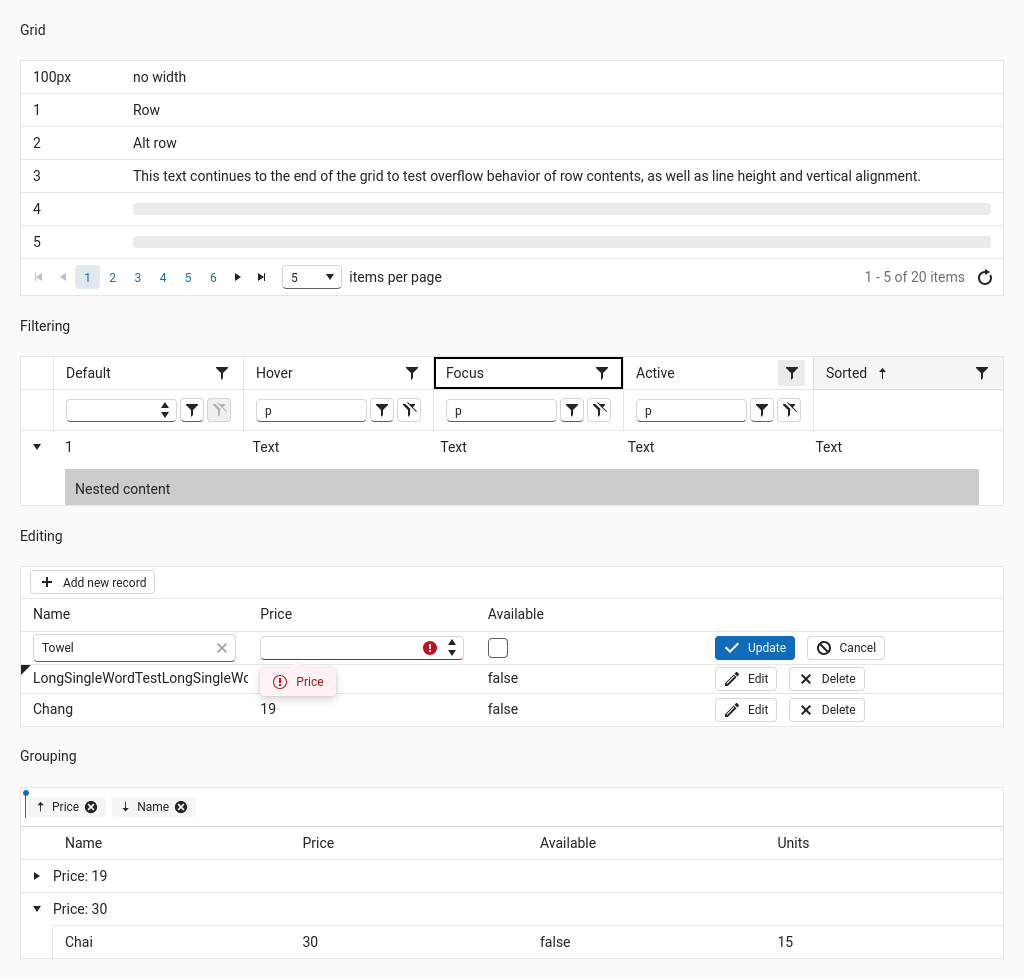 Grid
100px no width
1 Row
2 Alt row
3 This text continues to the end of the grid to test overflow behavior of row contents, as well as line height and vertical alignment.
4
5
1 2 3 4 5 6 5 items per page 1 - 5 of 20 items
Filtering
Default Hover Focus Active Sorted
p p p
1 Text Text Text Text
Nested content
Editing
Add new record
Name Price Available
Towel Update Cancel
LongSingleWordTestLongSingleWo false Edit Delete
Price
Chang 19 false Edit Delete
Grouping
Price Name
Name Price Available Units
Price: 19
Price: 30
Chai 30 false 15